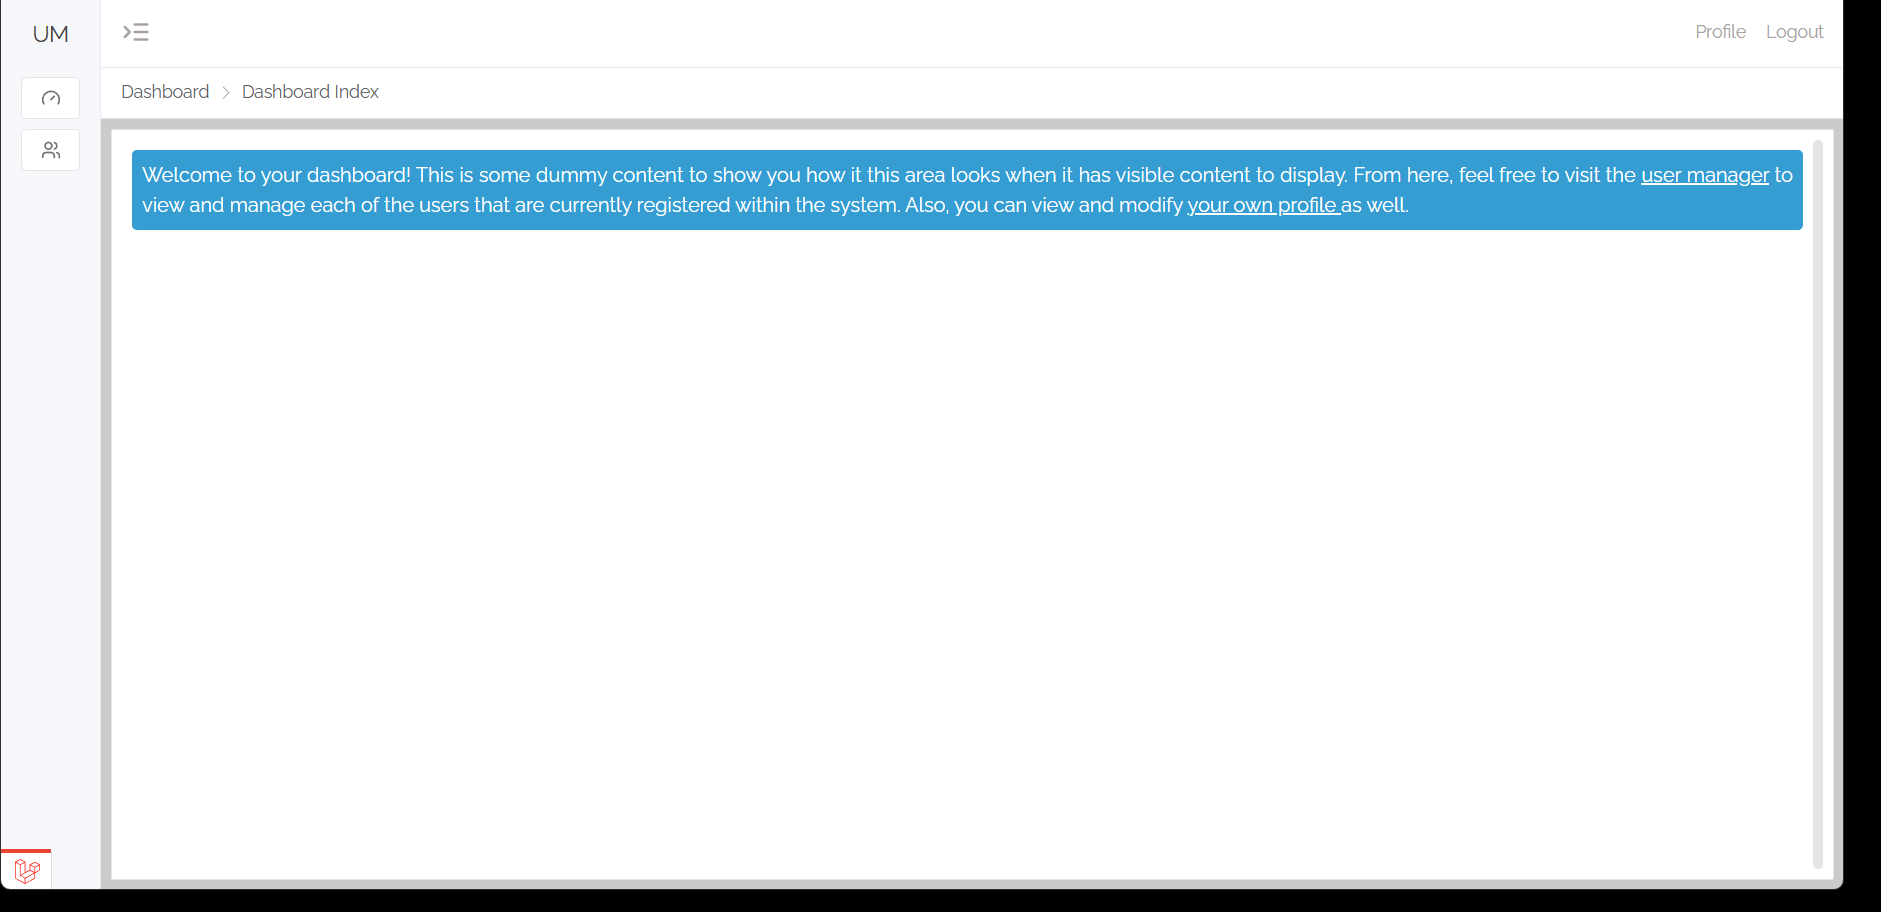 UM
Profile Logout
Dashboard Dashboard Index
Welcome to your dashboard! This is some dummy content to show you how it this area looks when it has visible content to display. From here, feel free to visit the user manager to
view and manage each of the users that are currently registered within the system. Also, you can view and modify your own profile as well.